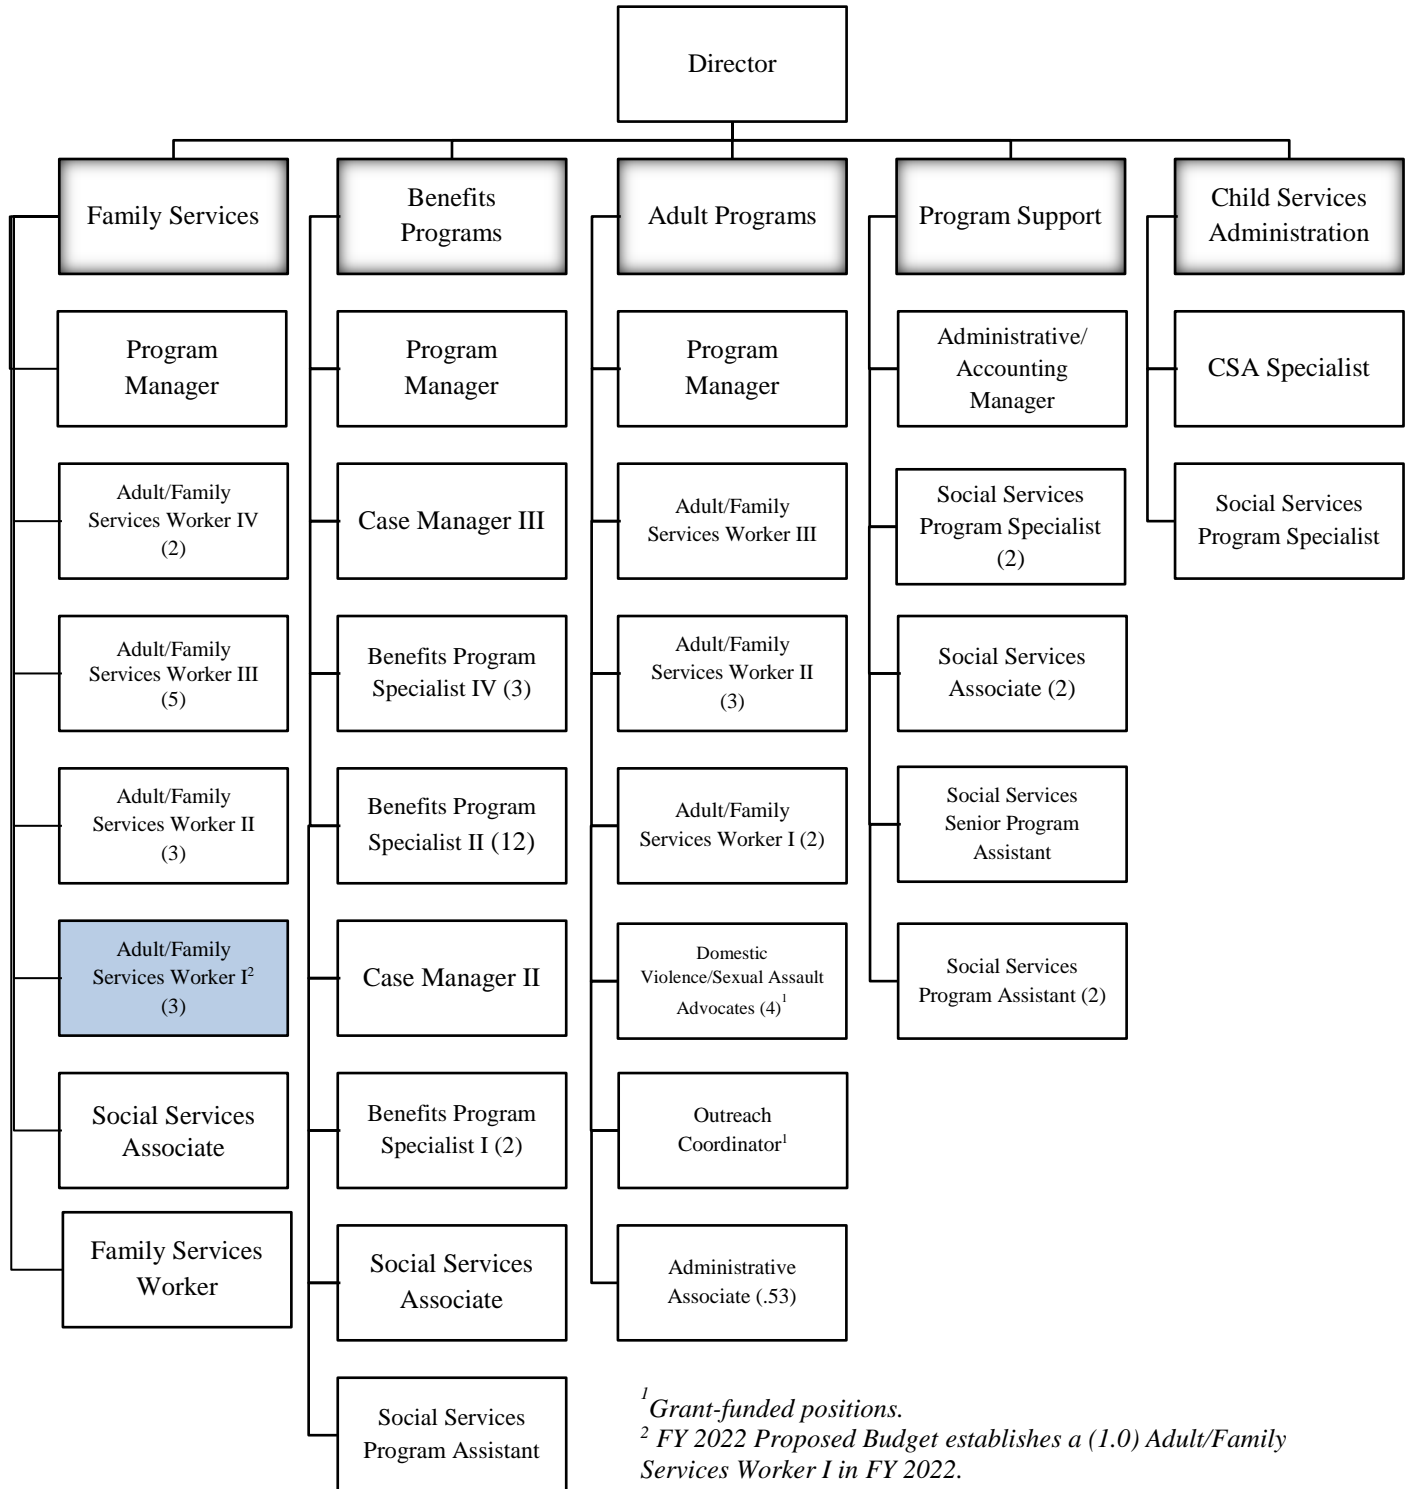 Director
Family Services
Benefits
Programs
Adult Programs
Program Support
Child Services
Administration
Program
Manager
Program
Manager
Program
Manager
Administrative/
Accounting
Manager
CSA Specialist
Adult/Family
Services Worker IV
(2)
Case Manager III
Adult/Family
Services Worker III
Social Services
Program Specialist
(2)
Social Services
Program Specialist
Adult/Family
Services Worker III
(5)
Benefits Program
Specialist IV (3)
Adult/Family
Services Worker II
(3)
Social Services
Associate (2)
Adult/Family
Services Worker II
(3)
Benefits Program
Specialist II (12)
Adult/Family
Services Worker I (2)
Social Services
Senior Program
Assistant
Adult/Family
Services Worker I²
(3)
Case Manager II
Domestic
Violence/Sexual Assault
Advocates (4)¹
Social Services
Program Assistant (2)
Social Services
Associate
Benefits Program
Specialist I (2)
Outreach
Coordinator¹
Family Services
Worker
Social Services
Associate
Administrative
Associate (.53)
Social Services
Program Assistant
¹Grant-funded positions.
² FY 2022 Proposed Budget establishes a (1.0) Adult/Family
Services Worker I in FY 2022.